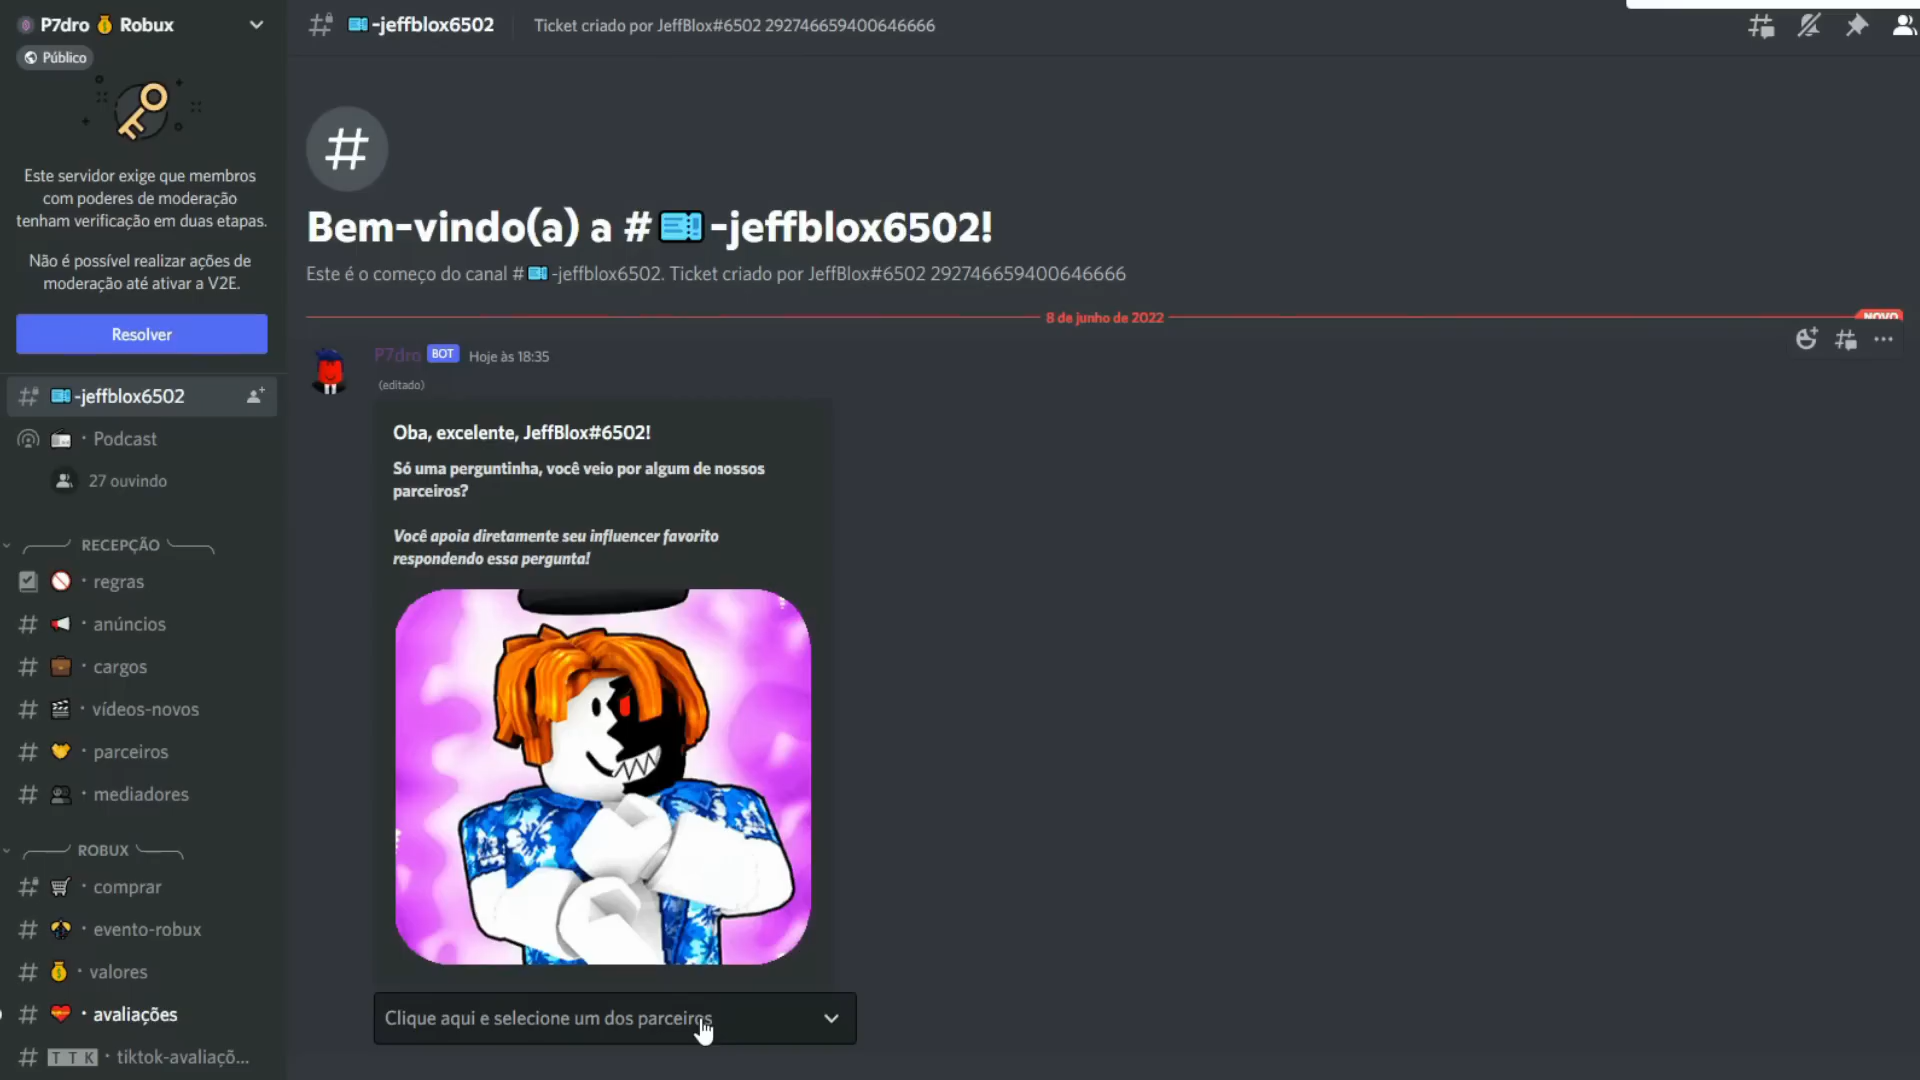 P7dro Robux
Público
Este servidor exige que membros
com poderes de moderação
tenham verificação em duas etapas.
Não é possível realizar ações de
moderação até ativar a V2E.
Resolver
-jeffblox6502
Podcast
27 ouvindo
RECEPÇÃO
regras
anúncios
cargos
vídeos-novos
parceiros
mediadores
ROBUX
comprar
evento-robux
valores
avaliações
TTK · tiktok-avaliaçõ...
-jeffblox6502
Ticket criado por JeffBlox#6502 292746659400646666
#
Bem-vindo(a) a # -jeffblox6502!
Este é o começo do canal # -jeffblox6502. Ticket criado por JeffBlox#6502 292746659400646666
8 de junho de 2022
NOVO
P7dro BOT Hoje às 18:35
(editado)
Oba, excelente, JeffBlox#6502!
Só uma perguntinha, você veio por algum de nossos
parceiros?
Você apoia diretamente seu influencer favorito
respondendo essa pergunta!
Clique aqui e selecione um dos parceiros